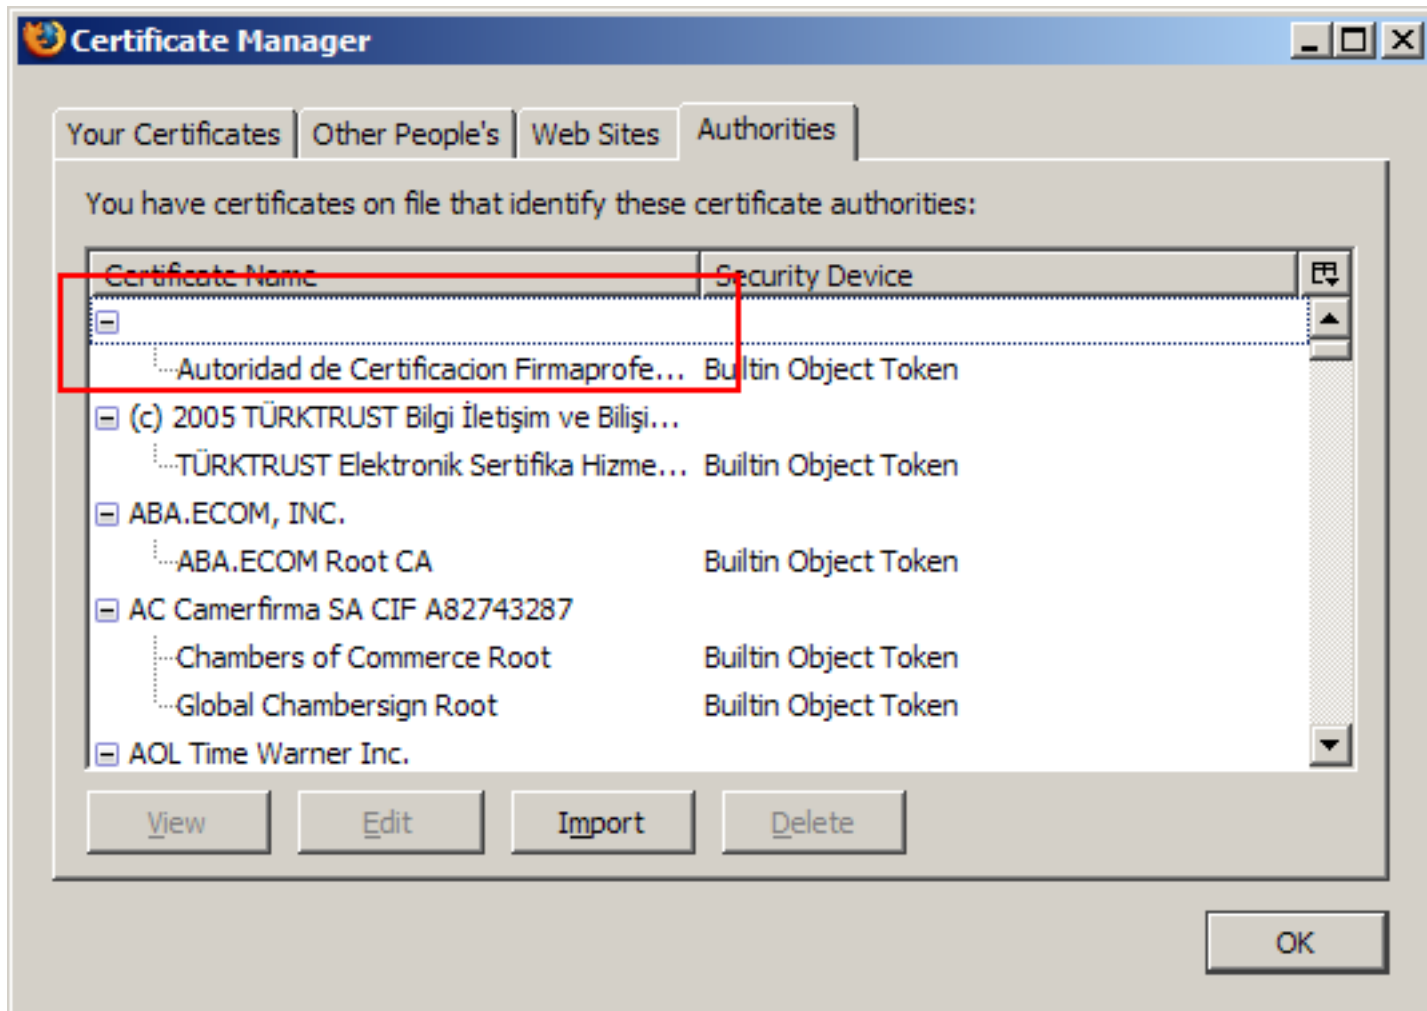 Certificate Manager
Your Certificates Other People's Web Sites Authorities
You have certificates on file that identify these certificate authorities:
Certificate Name Security Device
Autoridad de Certificacion Firmaprofe... Builtin Object Token
(c) 2005 TÜRKTRUST Bilgi İletişim ve Bilişi...
TÜRKTRUST Elektronik Sertifika Hizme... Builtin Object Token
ABA.ECOM, INC.
ABA.ECOM Root CA Builtin Object Token
AC Camerfirma SA CIF A82743287
Chambers of Commerce Root Builtin Object Token
Global Chambersign Root Builtin Object Token
AOL Time Warner Inc.
View Edit Import Delete
OK